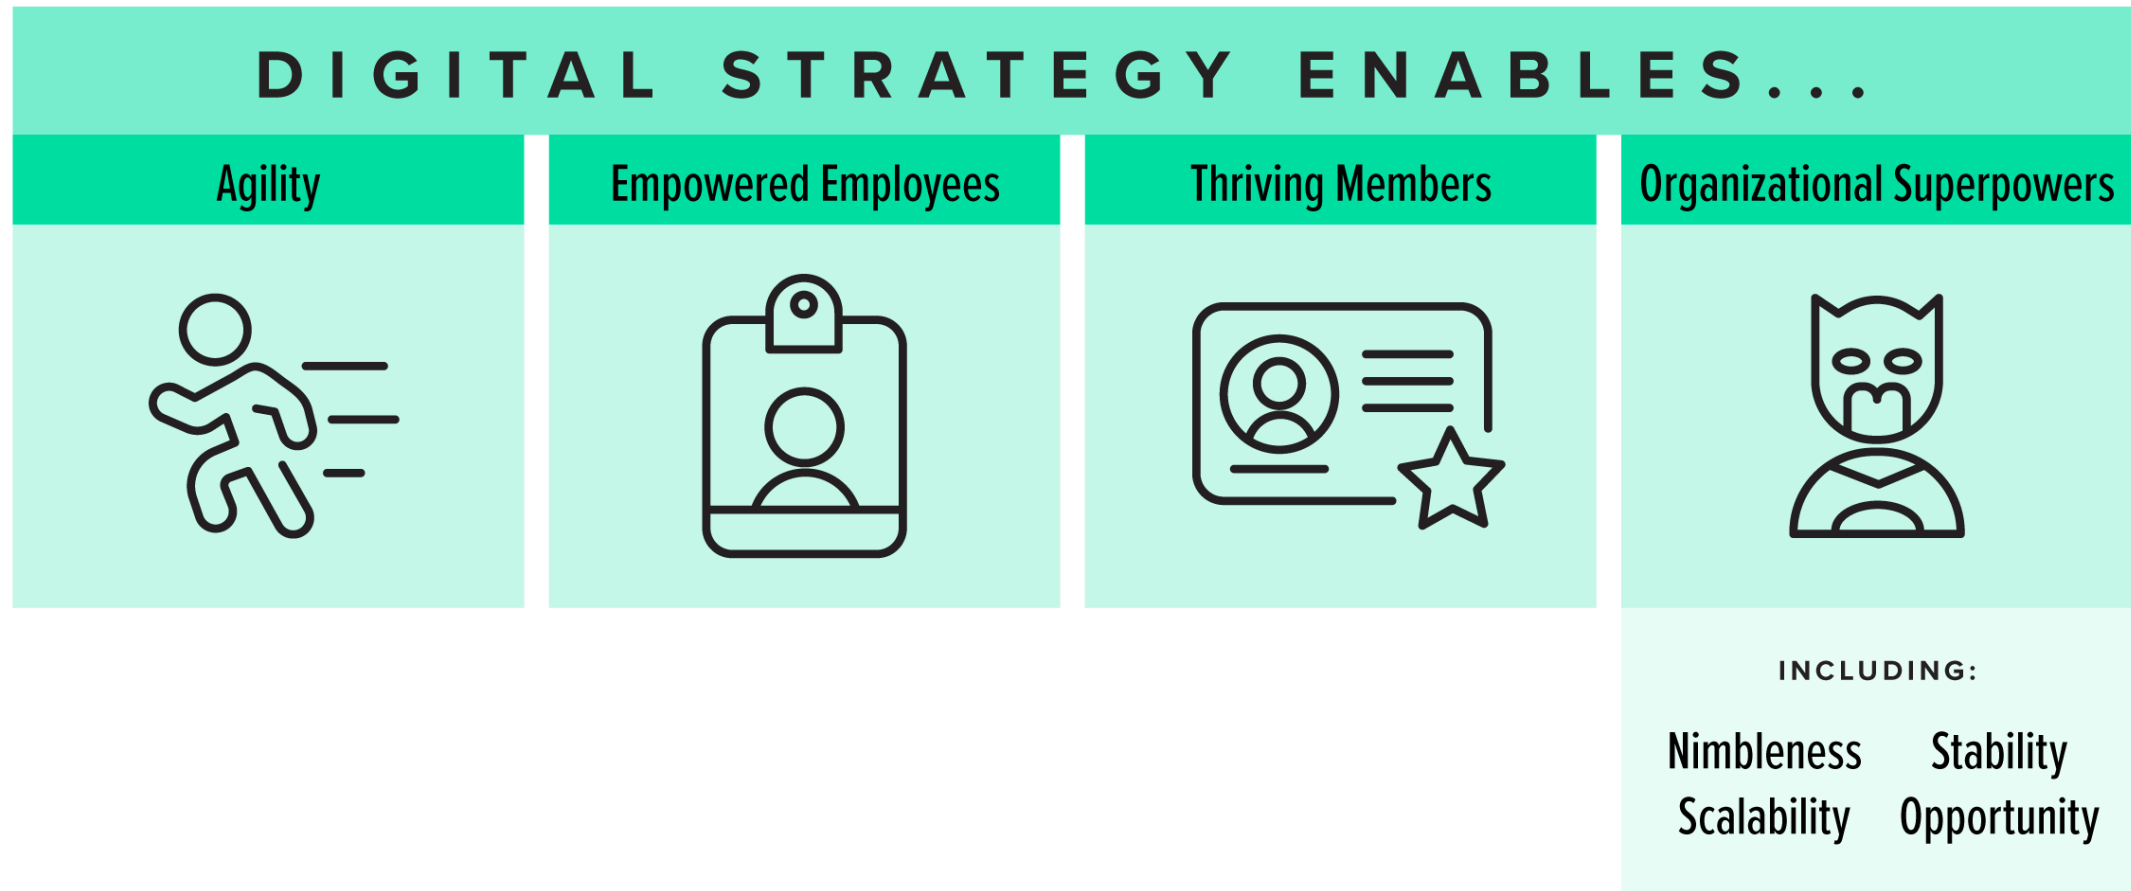 DIGITAL STRATEGY ENABLES...
Agility
Empowered Employees
Thriving Members
Organizational Superpowers
INCLUDING:
Nimbleness Stability
Scalability Opportunity